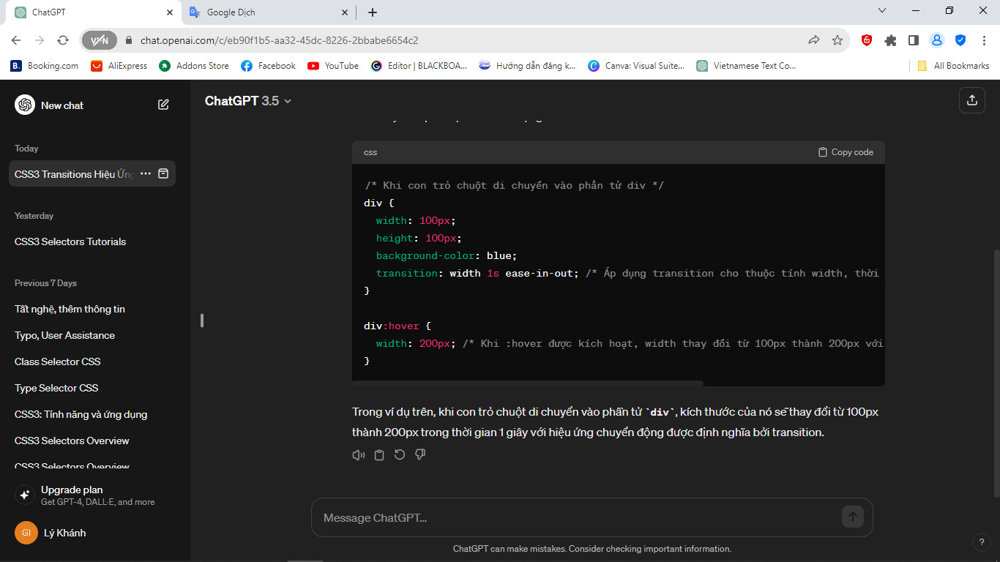 ChatGPT
Google Dịch
VPN
chat.openai.com/c/eb90f1b5-aa32-45dc-8226-2bbabe6654c2
B. Booking.com
AliExpress
Addons Store
Facebook
YouTube
Editor | BLACKBOA...
Hướng dẫn đăng k...
Canva: Visual Suite...
Vietnamese Text Co...
All Bookmarks
New chat
Today
CSS3 Transitions Hiệu Ứng
Yesterday
CSS3 Selectors Tutorials
Previous 7 Days
Tất nghệ, thêm thông tin
Typo, User Assistance
Class Selector CSS
Type Selector CSS
CSS3: Tính năng và ứng dụng
CSS3 Selectors Overview
CSS3 Selectors Overview
Upgrade plan
Get GPT-4, DALL·E, and more
GI
Lý Khánh
ChatGPT 3.5
css
Copy code
/* Khi con trỏ chuột di chuyển vào phần tử div */
div {
width: 100px;
height: 100px;
background-color: blue;
transition: width 1s ease-in-out; /* Áp dụng transition cho thuộc tính width, thời
}
div:hover {
width: 200px; /* Khi :hover được kích hoạt, width thay đổi từ 100px thành 200px với
}
Trong ví dụ trên, khi con trỏ chuột di chuyển vào phần tử `div`, kích thước của nó sẽ thay đổi từ 100px
thành 200px trong thời gian 1 giây với hiệu ứng chuyển động được định nghĩa bởi transition.
Message ChatGPT...
ChatGPT can make mistakes. Consider checking important information.
?